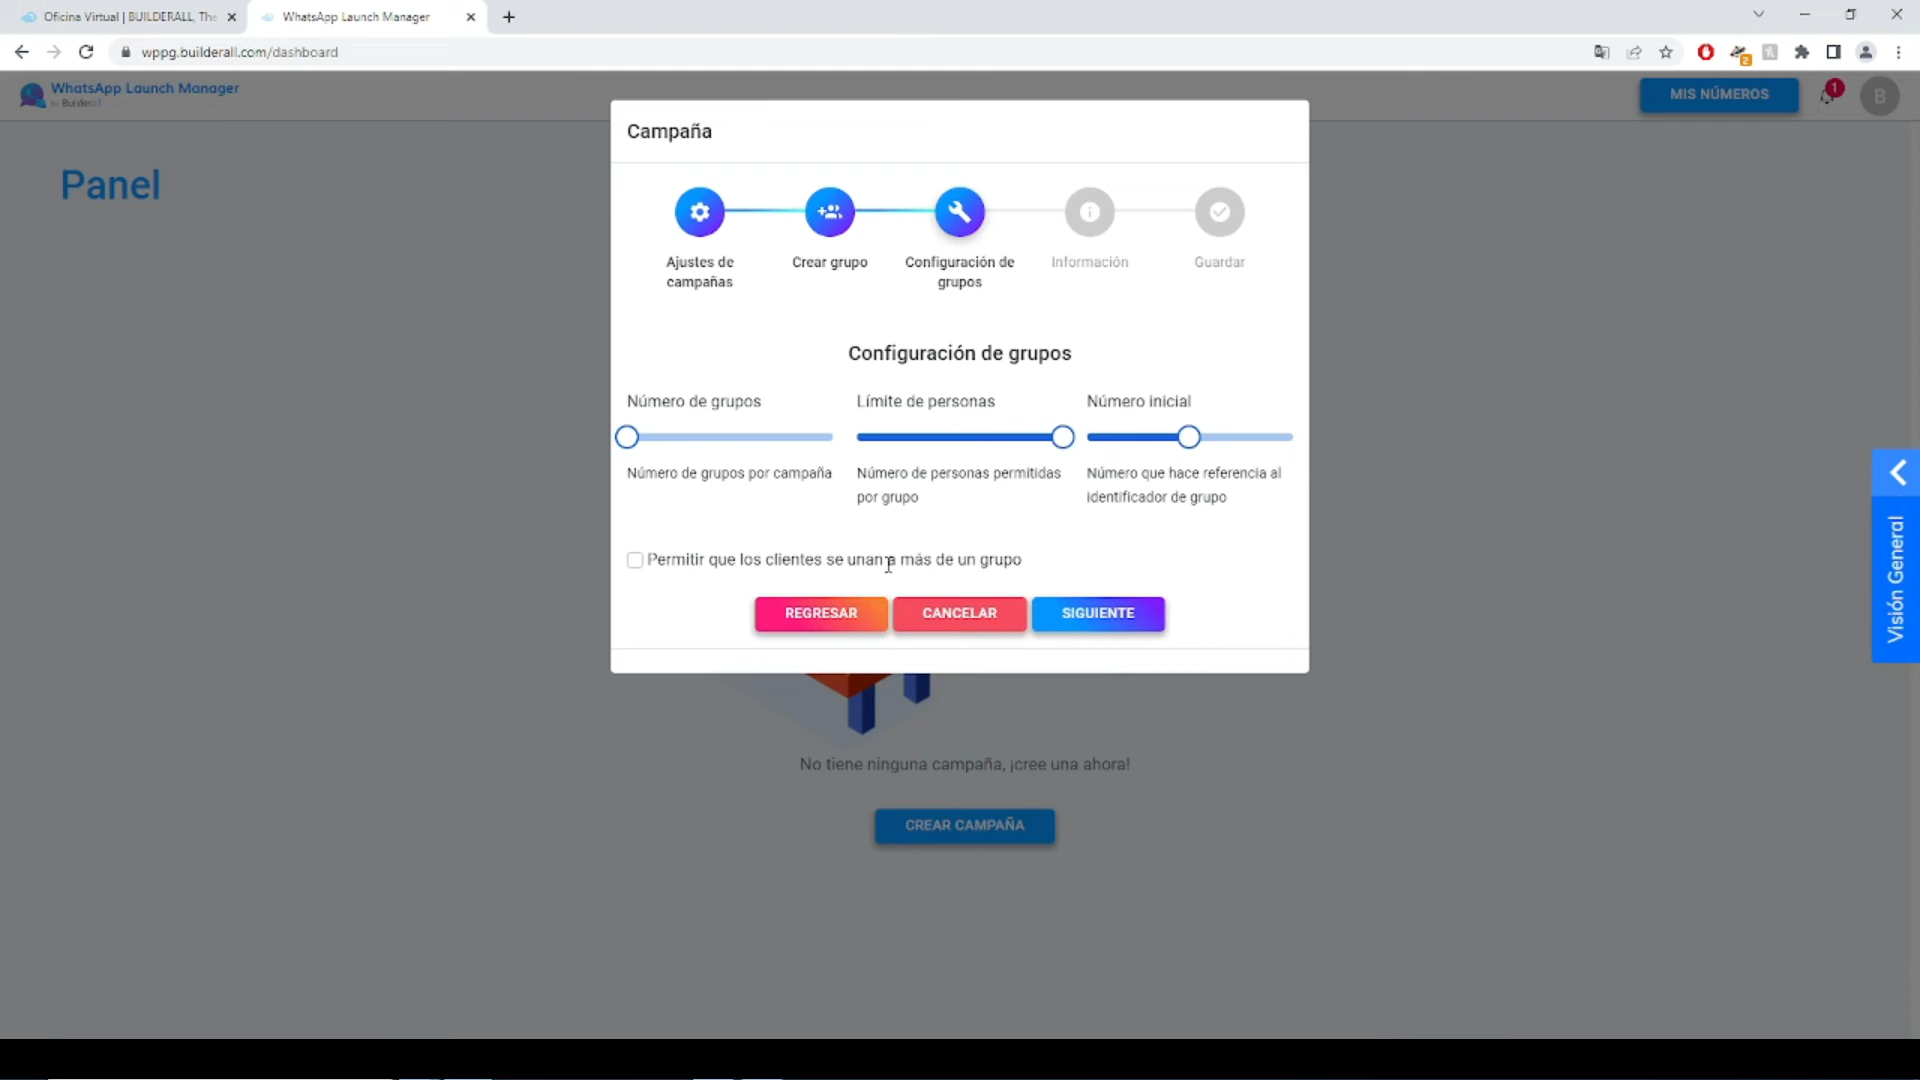 Oficina Virtual | BUILDERALL, The
WhatsApp Launch Manager
wppg.builderall.com/dashboard
2
WhatsApp Launch Manager
by Builderall
MIS NÚMEROS
1
B
Panel
Campaña
Ajustes de
campañas
Crear grupo
Configuración de
grupos
Información
Guardar
Configuración de grupos
Número de grupos
Límite de personas
Número inicial
Número de grupos por campaña
Número de personas permitidas
por grupo
Número que hace referencia al
identificador de grupo
Permitir que los clientes se unan a más de un grupo
REGRESAR
CANCELAR
SIGUIENTE
Visión General
No tiene ninguna campaña, ¡cree una ahora!
CREAR CAMPAÑA